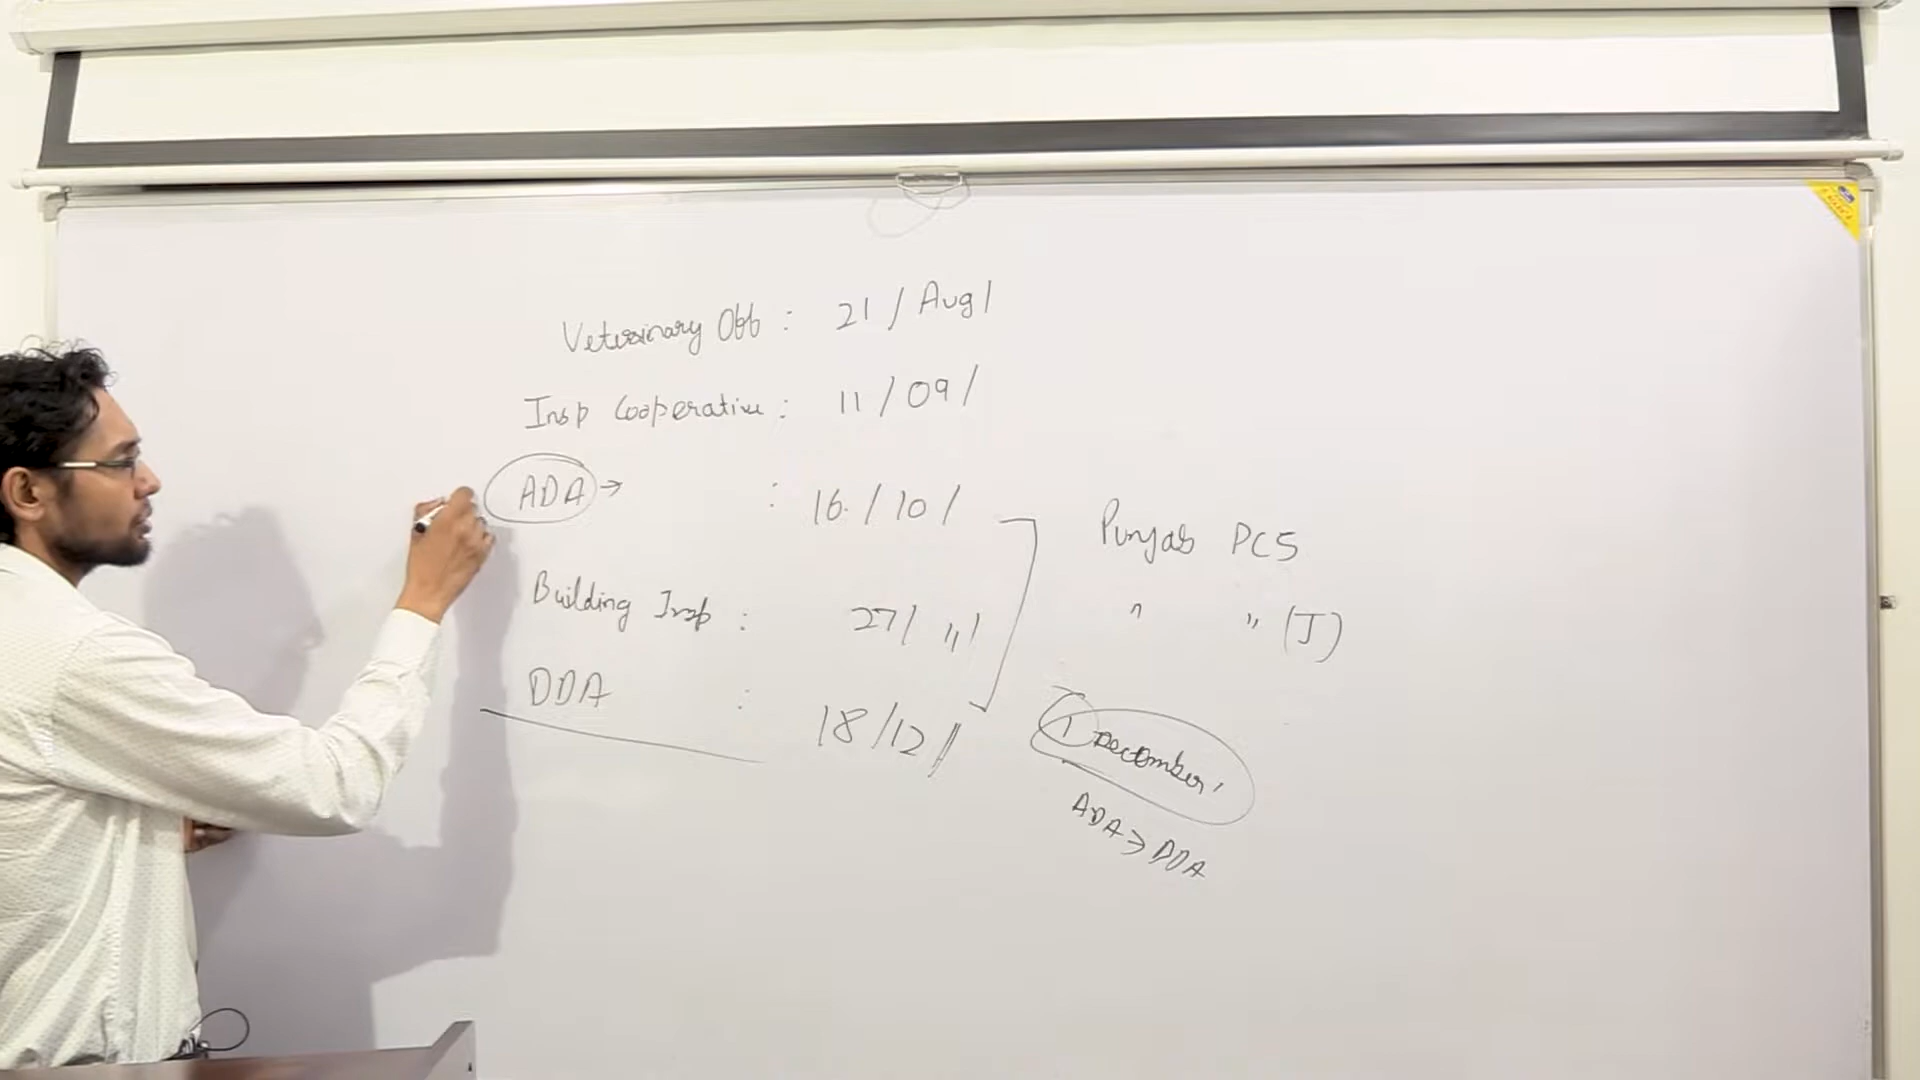 Veterinary Off : 21 / Aug /
Insp Cooperative : 11 / 09 /
ADA → : 16 / 10 /
Building Insp : 27 / " /
DDA : 18/12/
Punjab PCS
" " (J)
1 December
ADA → DDA